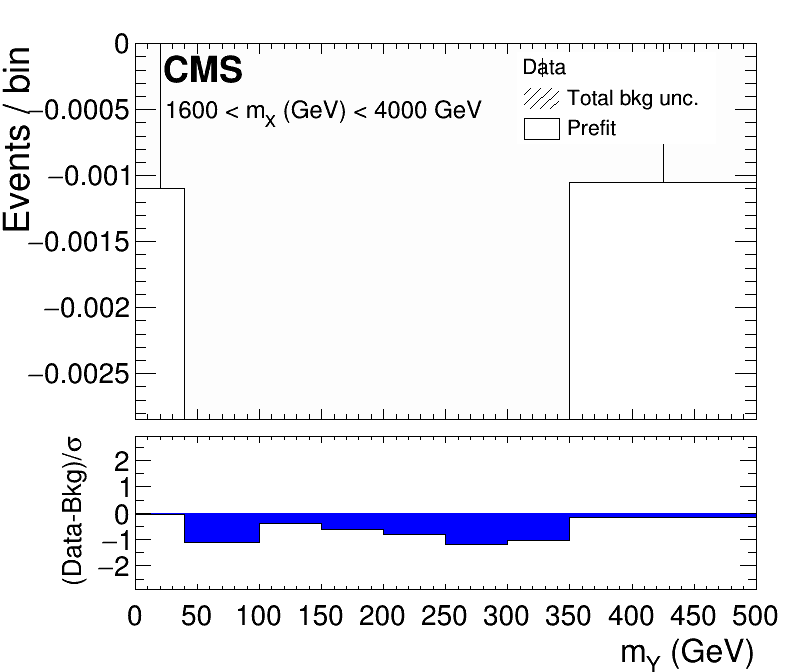 Events / bin
0
−0.0005
−0.001
−0.0015
−0.002
−0.0025
CMS
1600 < mX (GeV) < 4000 GeV
Data
Total bkg unc.
Prefit
(Data-Bkg)/σ
2
1
0
−1
−2
0 50 100 150 200 250 300 350 400 450 500
mY (GeV)